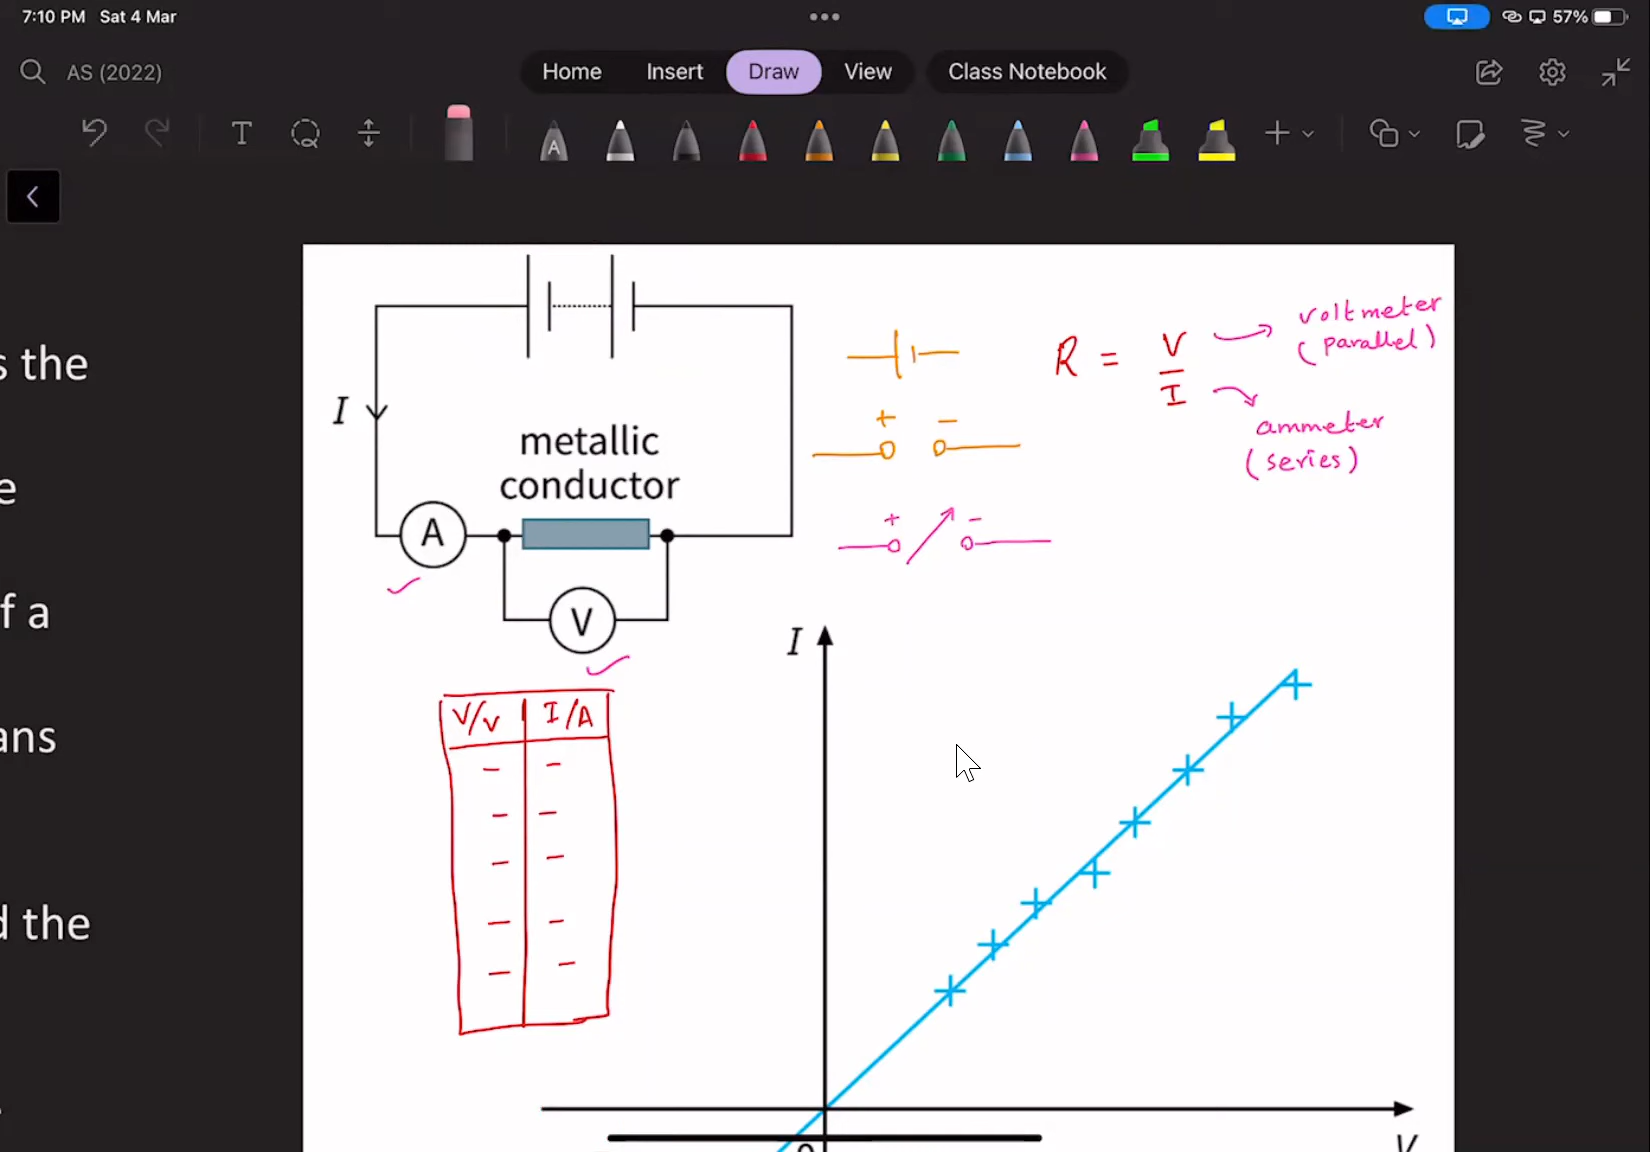 7:10 PM Sat 4 Mar
57%
AS (2022)
Home Insert Draw View Class Notebook
T
A
s the
e
f a
ans
d the
I
metallic
conductor
A
V
+ -
+ -
R = V
I
voltmeter
(parallel)
ammeter
(series)
V/V I/A
- -
- -
- -
- -
- -
I
V